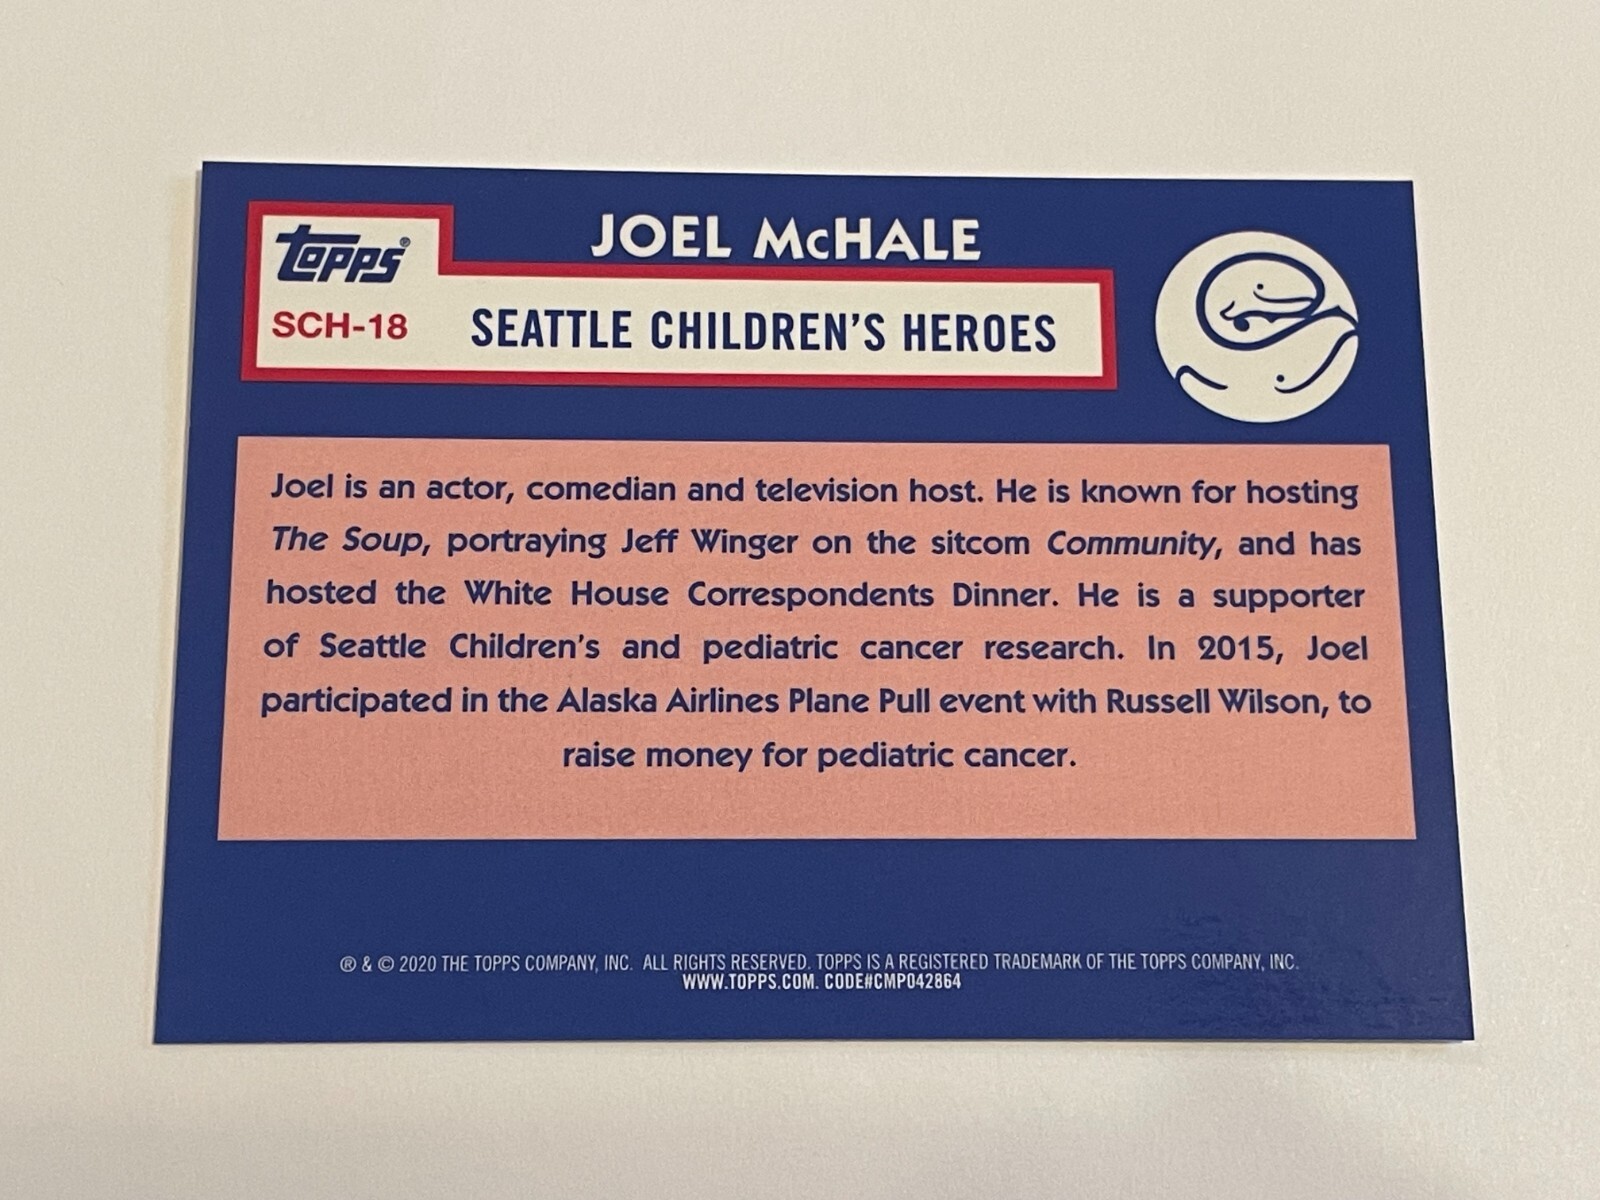 JOEL McHALE
topps®
SCH-18
SEATTLE CHILDREN'S HEROES
Joel is an actor, comedian and television host. He is known for hosting
The Soup, portraying Jeff Winger on the sitcom Community, and has
hosted the White House Correspondents Dinner. He is a supporter
of Seattle Children's and pediatric cancer research. In 2015, Joel
participated in the Alaska Airlines Plane Pull event with Russell Wilson, to
raise money for pediatric cancer.
® & © 2020 THE TOPPS COMPANY, INC. ALL RIGHTS RESERVED. TOPPS IS A REGISTERED TRADEMARK OF THE TOPPS COMPANY, INC.
WWW.TOPPS.COM. CODE#CMP042864